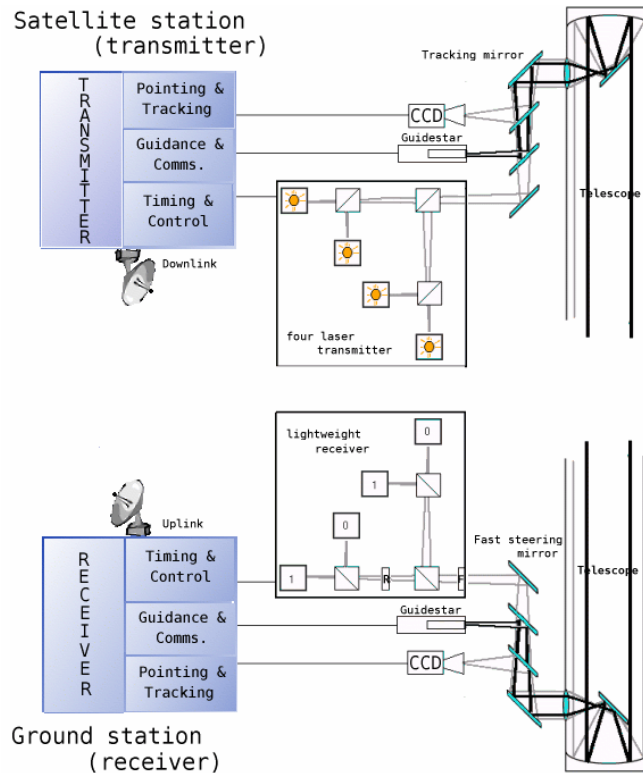 Satellite station
(transmitter)
TRANSMITTER
Pointing &
Tracking
Guidance &
Comms.
Timing &
Control
Downlink
CCD
Guidestar
Tracking mirror
Telescope
four laser
transmitter
lightweight
receiver
0
1
0
1
R
F
Uplink
RECEIVER
Timing &
Control
Guidance &
Comms.
Pointing &
Tracking
Fast steering
mirror
Guidestar
CCD
Telescope
Ground station
(receiver)